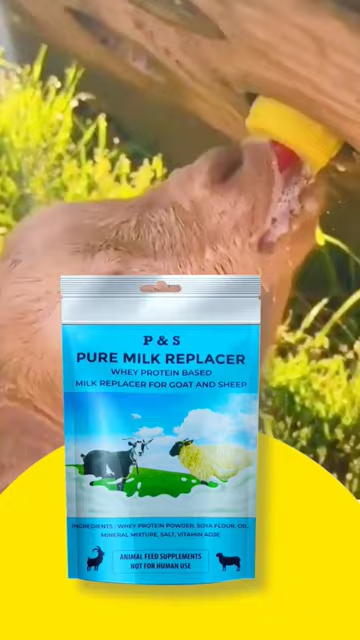 P & S
PURE MILK REPLACER
WHEY PROTEIN BASED
MILK REPLACER FOR GOAT AND SHEEP
INGREDIENTS : WHEY PROTEIN POWDER, SOYA FLOUR, OIL,
MINERAL MIXTURE, SALT, VITAMIN AD3E
ANIMAL FEED SUPPLEMENTS
NOT FOR HUMAN USE